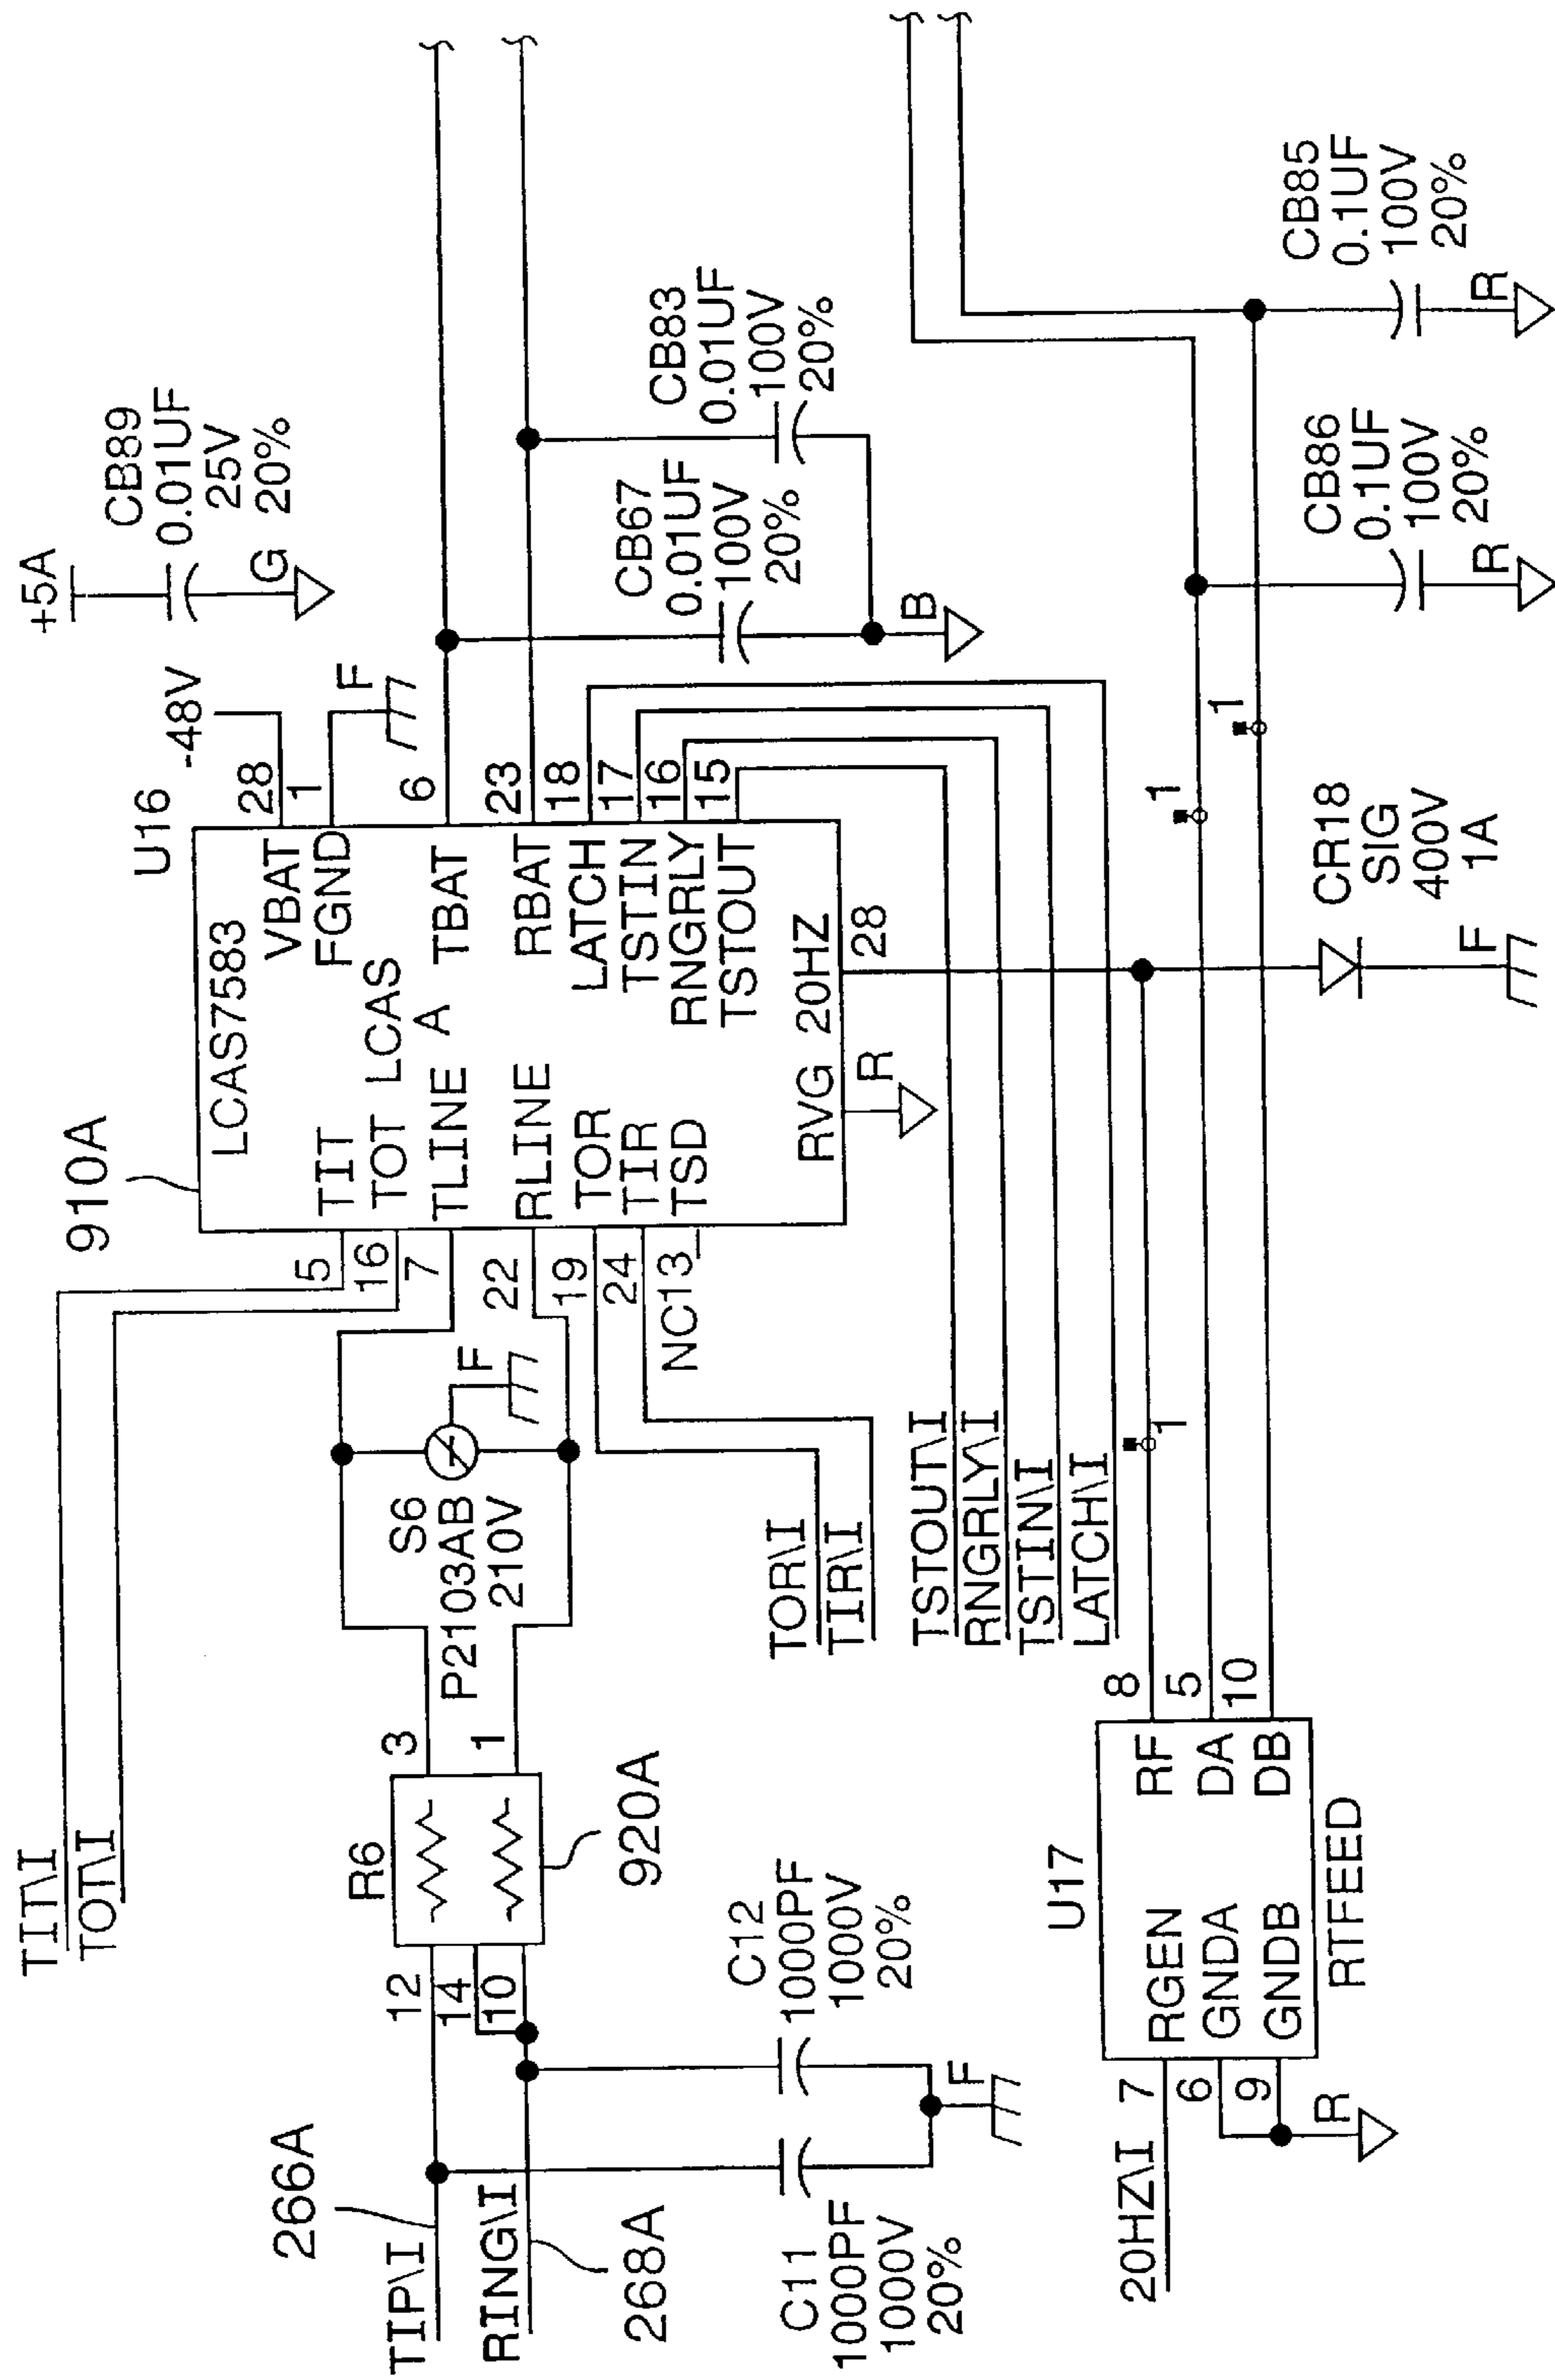 TIT\I
TOT\I
910A
U16
LCAS7583
TIT
TOT LCAS
TLINE A
RLINE
TOR
TIR
TSD
VBAT
FGND
TBAT
RBAT
LATCH
TSTIN
RNGRLY
TSTOUT
RVG 20HZ
5
16
7
22
19
24
NC13
28
1
6
23
18
17
16
15
28
R
-48V
F
+5A
CB89
0.01UF
25V
20%
G
CB67
0.01UF
100V
20%
CB83
0.01UF
100V
20%
B
266A
TIP\I
RING\I
268A
12
14
10
R6
3
1
920A
S6
P2103AB
210V
F
C11
1000PF
1000V
20%
C12
1000PF
1000V
20%
F
TOR\I
TIR\I
TSTOUT\I
RNGRLY\I
TSTIN\I
LATCH\I
20HZ\I
7
6
9
R
U17
RGEN
GNDA
GNDB
RF
DA
DB
RTFEED
8
5
10
1
1
1
CR18
SIG
400V
1A
F
CB86
0.1UF
100V
20%
R
CB85
0.1UF
100V
20%
R